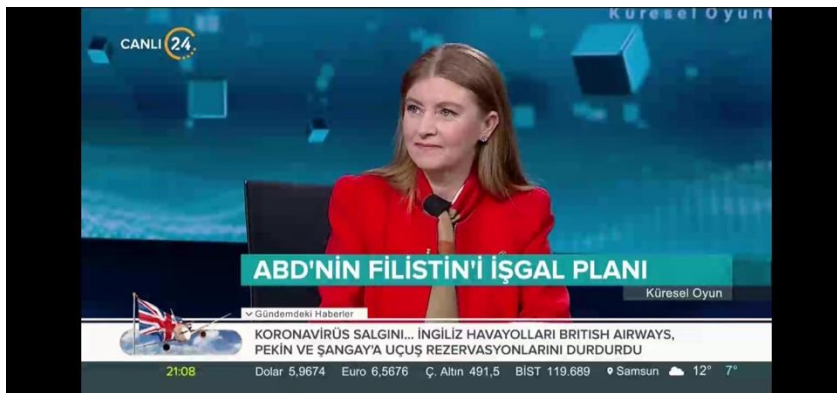 Küresel Oyun
CANLI 24
ABD'NİN FİLİSTİN'İ İŞGAL PLANI
Küresel Oyun
Gündemdeki Haberler
KORONAVİRÜS SALGINI... İNGİLİZ HAVAYOLLARI BRITISH AIRWAYS,
PEKİN VE ŞANGAY'A UÇUŞ REZERVASYONLARINI DURDURDU
21:08 Dolar 5,9674 Euro 6,5676 Ç. Altın 491,5 BİST 119.689 Samsun 12° 7°